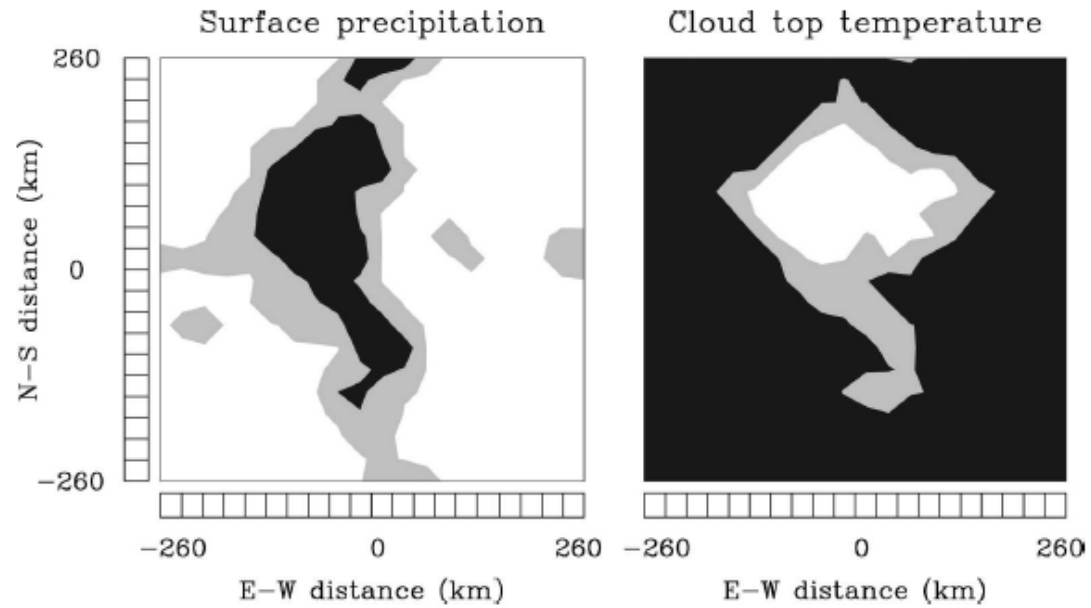 Surface precipitation
Cloud top temperature
260
0
-260
N-S distance (km)
-260 0 260
-260 0 260
E-W distance (km)
E-W distance (km)